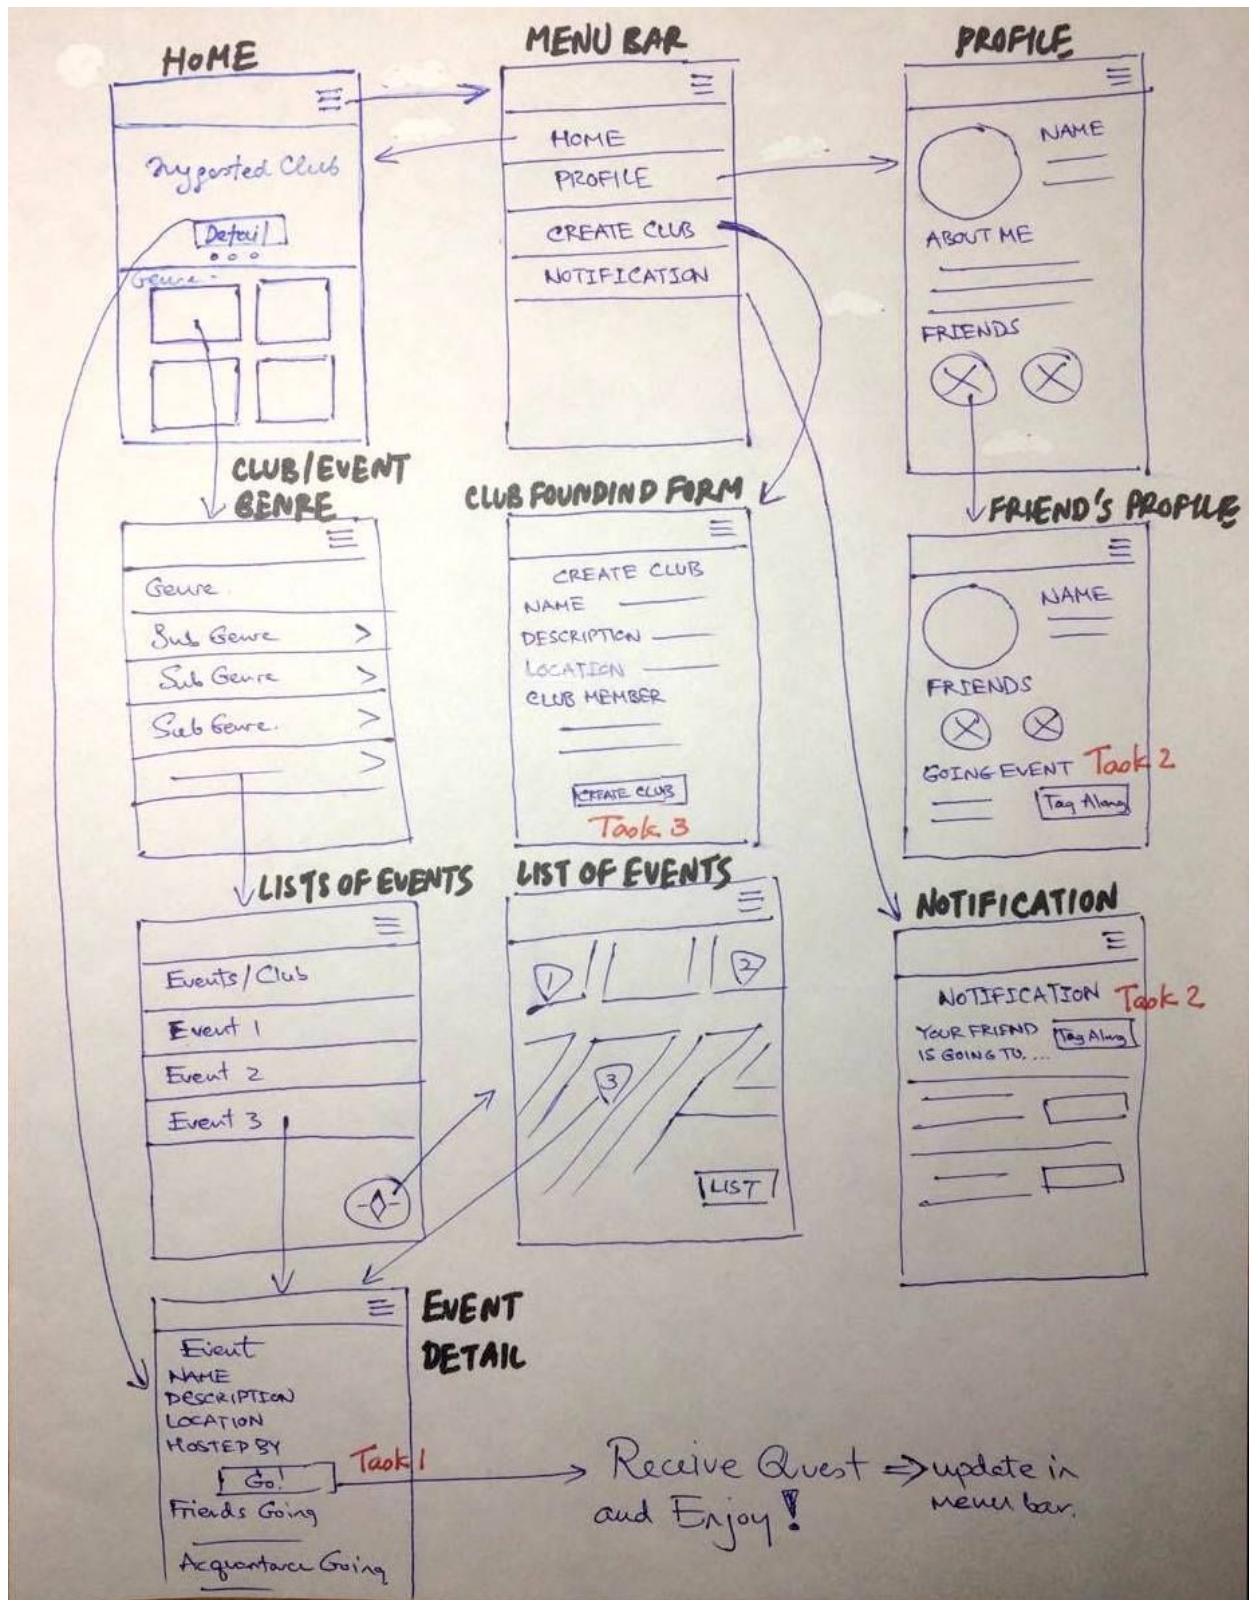 HOME
Suggested Club
Detail
Genre
MENU BAR
HOME
PROFILE
CREATE CLUB
NOTIFICATION
PROFILE
NAME
ABOUT ME
FRIENDS
CLUB/EVENT
GENRE
Genre
Sub Genre >
Sub Genre >
Sub Genre. >
>
CLUB FOUNDIND FORM
CREATE CLUB
NAME
DESCRIPTION
LOCATION
CLUB MEMBER
CREATE CLUB
Task 3
FRIEND'S PROFILE
NAME
FRIENDS
GOING EVENT Task 2
Tag Along
LISTS OF EVENTS
Events/Club
Event 1
Event 2
Event 3
LIST OF EVENTS
1
2
3
LIST
NOTIFICATION
NOTIFICATION Task 2
YOUR FRIEND Tag Along
IS GOING TO....
EVENT
DETAIL
Event
NAME
DESCRIPTION
LOCATION
HOSTED BY
Go! Task 1
Friends Going
Acquantance Going
Receive Quest => update in
and Enjoy! menu bar.